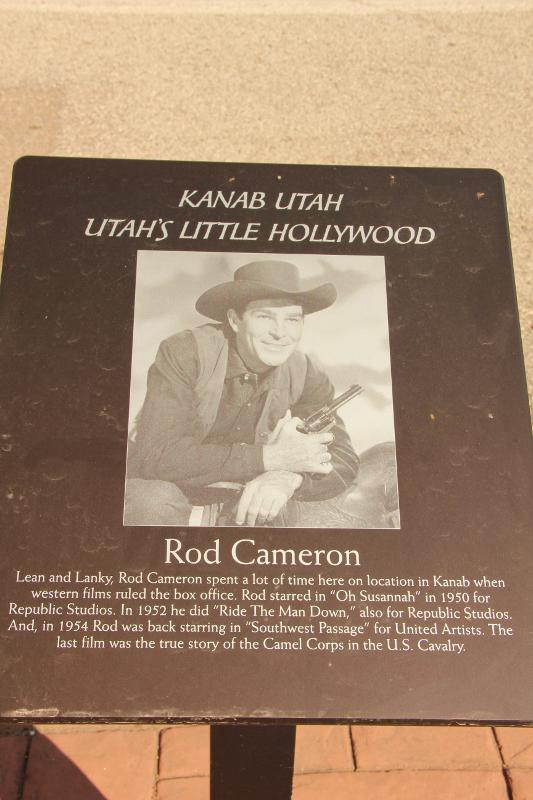 KANAB UTAH
UTAH'S LITTLE HOLLYWOOD
Rod Cameron
Lean and Lanky, Rod Cameron spent a lot of time here on location in Kanab when
western films ruled the box office. Rod starred in "Oh Susannah" in 1950 for
Republic Studios. In 1952 he did "Ride The Man Down," also for Republic Studios.
And, in 1954 Rod was back starring in "Southwest Passage" for United Artists. The
last film was the true story of the Camel Corps in the U.S. Cavalry.